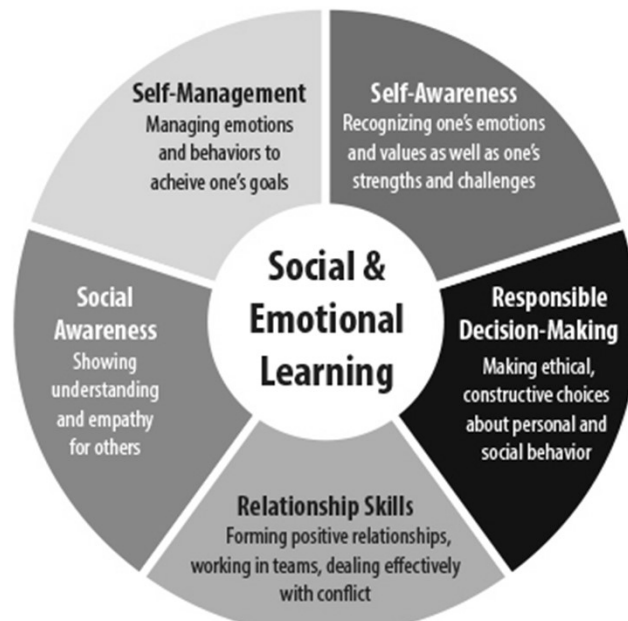 Self-Management
Managing emotions
and behaviors to
acheive one's goals
Self-Awareness
Recognizing one's emotions
and values as well as one's
strengths and challenges
Social &
Emotional
Learning
Social
Awareness
Showing
understanding
and empathy
for others
Responsible
Decision-Making
Making ethical,
constructive choices
about personal and
social behavior
Relationship Skills
Forming positive relationships,
working in teams, dealing effectively
with conflict